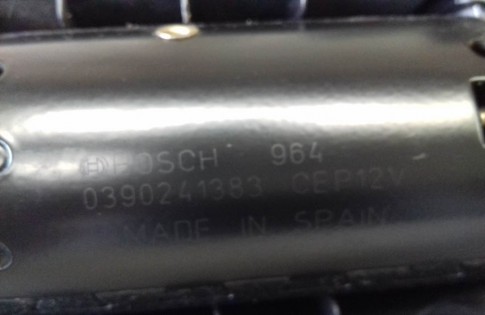 BOSCH 964
0390241383 CEP12V
MADE IN SPAIN